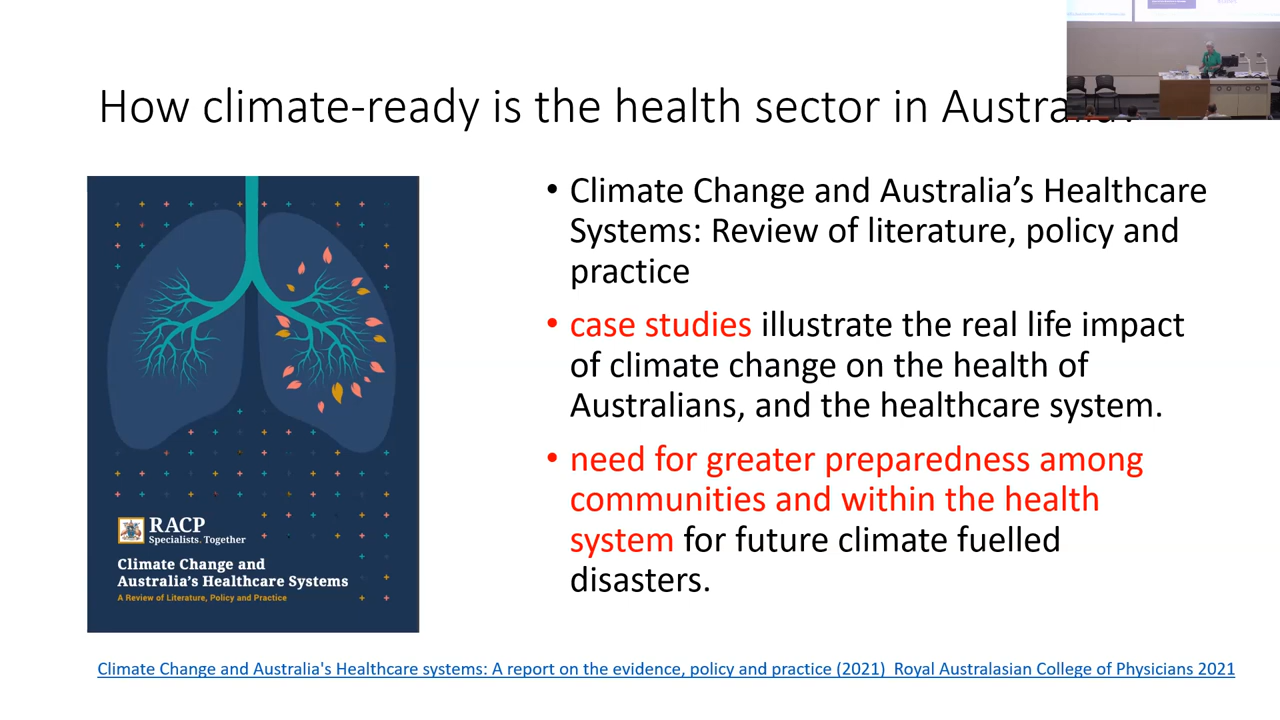 How climate-ready is the health sector in Austra
• Climate Change and Australia’s Healthcare
Systems: Review of literature, policy and
practice
• case studies illustrate the real life impact
of climate change on the health of
Australians, and the healthcare system.
• need for greater preparedness among
communities and within the health
system for future climate fuelled
disasters.
RACP
Specialists. Together
Climate Change and
Australia’s Healthcare Systems
A Review of Literature, Policy and Practice
Climate Change and Australia's Healthcare systems: A report on the evidence, policy and practice (2021)  Royal Australasian College of Physicians 2021